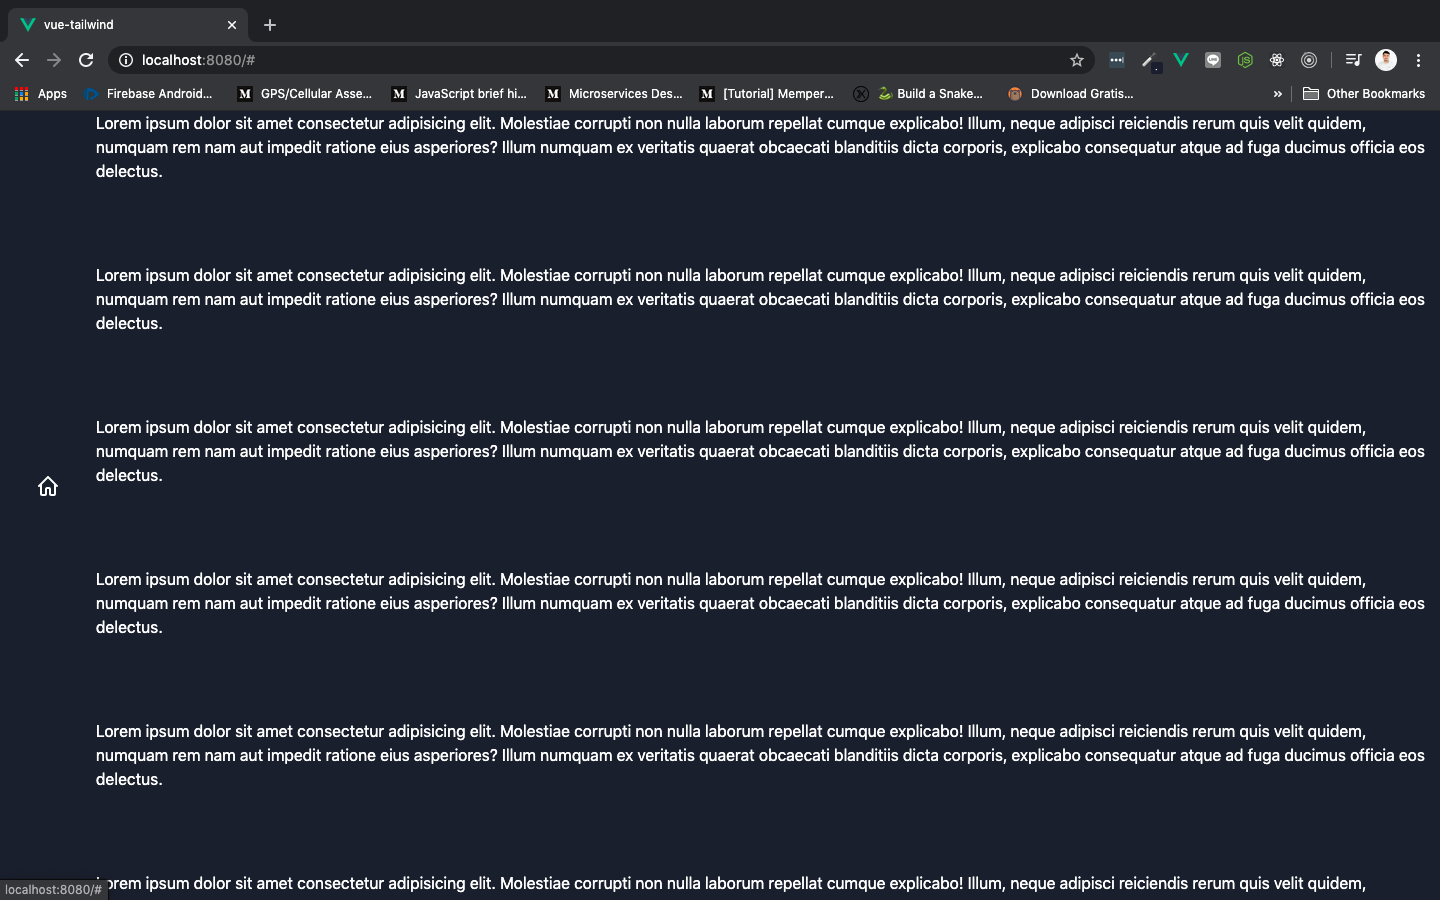 vue-tailwind
localhost:8080/#
Apps
Firebase Android...
M GPS/Cellular Asse...
M JavaScript brief hi...
M Microservices Des...
M [Tutorial] Memper...
Build a Snake...
Download Gratis...
»
Other Bookmarks
Lorem ipsum dolor sit amet consectetur adipisicing elit. Molestiae corrupti non nulla laborum repellat cumque explicabo! Illum, neque adipisci reiciendis rerum quis velit quidem,
numquam rem nam aut impedit ratione eius asperiores? Illum numquam ex veritatis quaerat obcaecati blanditiis dicta corporis, explicabo consequatur atque ad fuga ducimus officia eos
delectus.
Lorem ipsum dolor sit amet consectetur adipisicing elit. Molestiae corrupti non nulla laborum repellat cumque explicabo! Illum, neque adipisci reiciendis rerum quis velit quidem,
numquam rem nam aut impedit ratione eius asperiores? Illum numquam ex veritatis quaerat obcaecati blanditiis dicta corporis, explicabo consequatur atque ad fuga ducimus officia eos
delectus.
Lorem ipsum dolor sit amet consectetur adipisicing elit. Molestiae corrupti non nulla laborum repellat cumque explicabo! Illum, neque adipisci reiciendis rerum quis velit quidem,
numquam rem nam aut impedit ratione eius asperiores? Illum numquam ex veritatis quaerat obcaecati blanditiis dicta corporis, explicabo consequatur atque ad fuga ducimus officia eos
delectus.
Lorem ipsum dolor sit amet consectetur adipisicing elit. Molestiae corrupti non nulla laborum repellat cumque explicabo! Illum, neque adipisci reiciendis rerum quis velit quidem,
numquam rem nam aut impedit ratione eius asperiores? Illum numquam ex veritatis quaerat obcaecati blanditiis dicta corporis, explicabo consequatur atque ad fuga ducimus officia eos
delectus.
Lorem ipsum dolor sit amet consectetur adipisicing elit. Molestiae corrupti non nulla laborum repellat cumque explicabo! Illum, neque adipisci reiciendis rerum quis velit quidem,
numquam rem nam aut impedit ratione eius asperiores? Illum numquam ex veritatis quaerat obcaecati blanditiis dicta corporis, explicabo consequatur atque ad fuga ducimus officia eos
delectus.
Lorem ipsum dolor sit amet consectetur adipisicing elit. Molestiae corrupti non nulla laborum repellat cumque explicabo! Illum, neque adipisci reiciendis rerum quis velit quidem,
localhost:8080/#